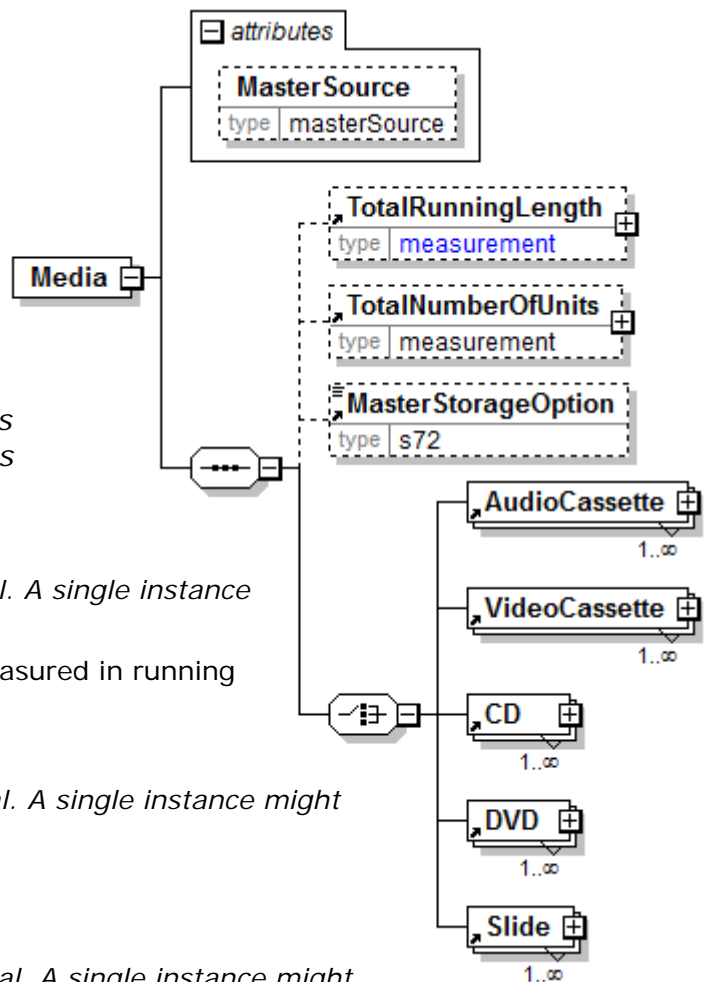 attributes
MasterSource
type masterSource
TotalRunningLength
type measurement
Media
TotalNumberOfUnits
type measurement
MasterStorageOption
type s72
s
s
AudioCassette
1..∞
l. A single instance
VideoCassette
1..∞
asured in running
CD
1..∞
al. A single instance might
DVD
1..∞
Slide
1..∞
al. A single instance might